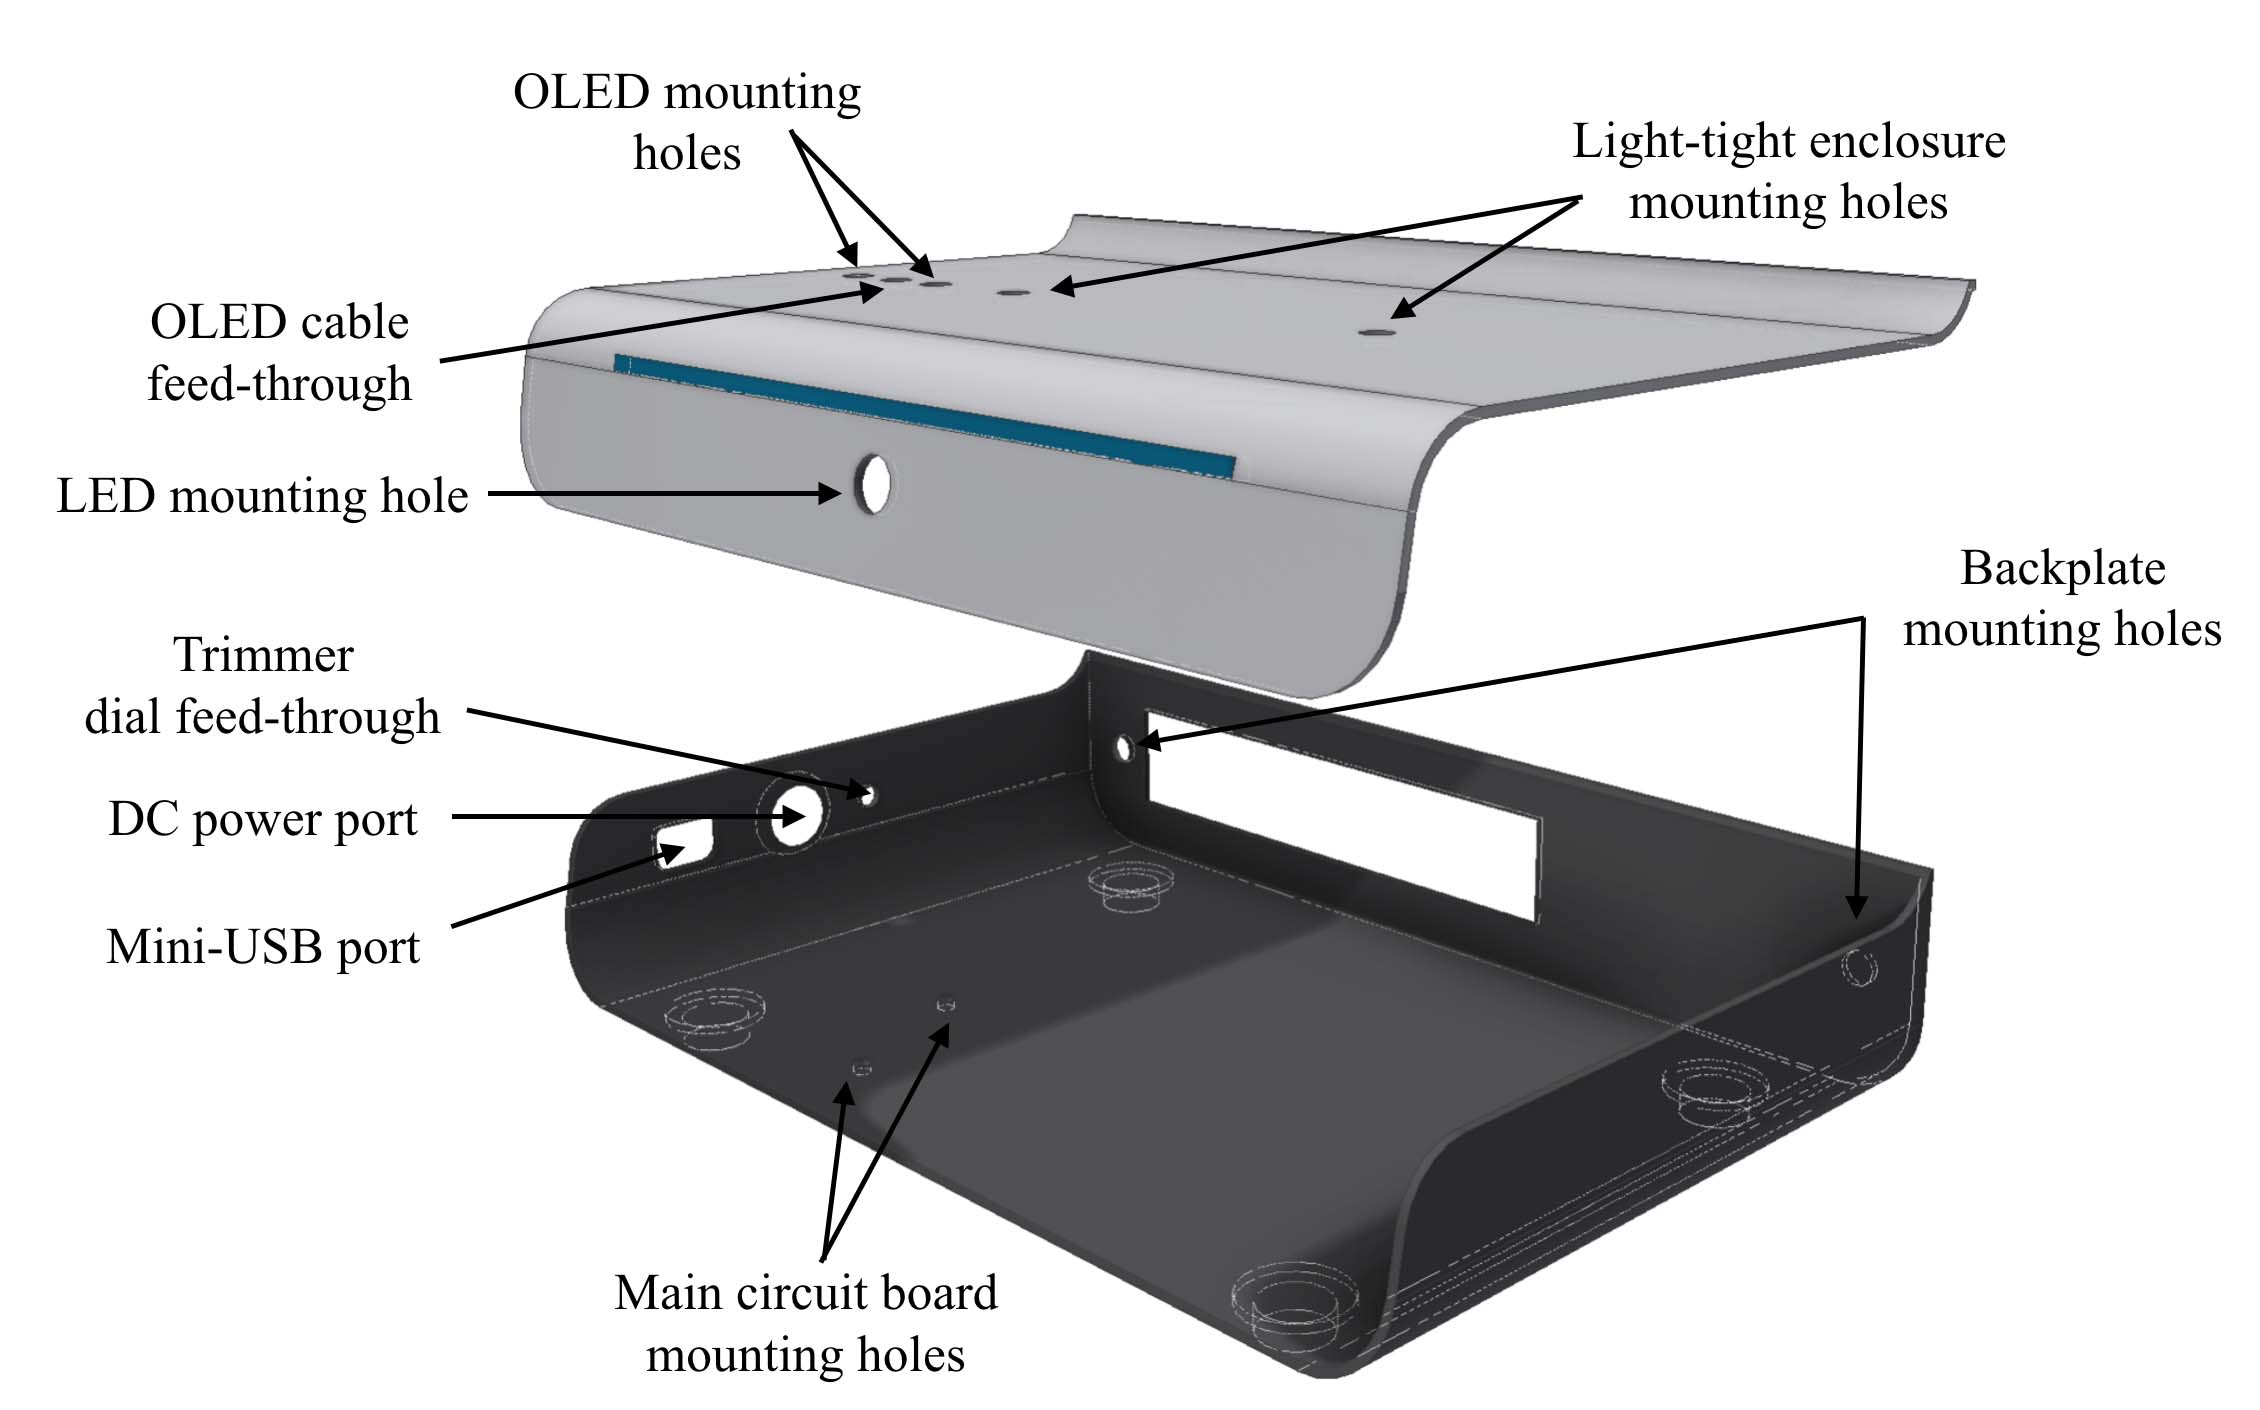 OLED mounting
holes
Light-tight enclosure
mounting holes
OLED cable
feed-through
LED mounting hole
Backplate
mounting holes
Trimmer
dial feed-through
DC power port
Mini-USB port
Main circuit board
mounting holes